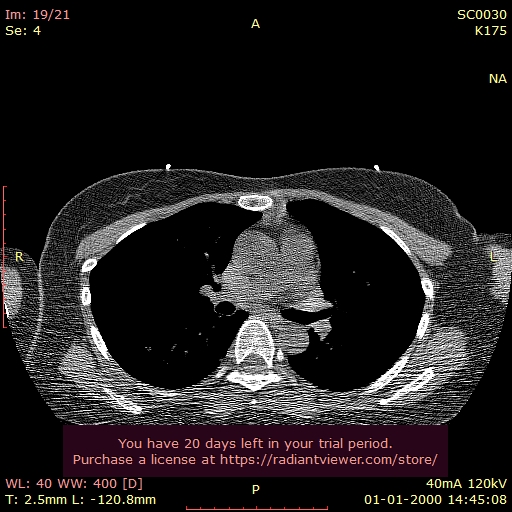 Im: 19/21
Se: 4
A
SC0030
K175
NA
R
L
You have 20 days left in your trial period.
Purchase a license at https://radiantviewer.com/store/
WL: 40 WW: 400 [D]
T: 2.5mm L: -120.8mm
P
40mA 120kV
01-01-2000 14:45:08